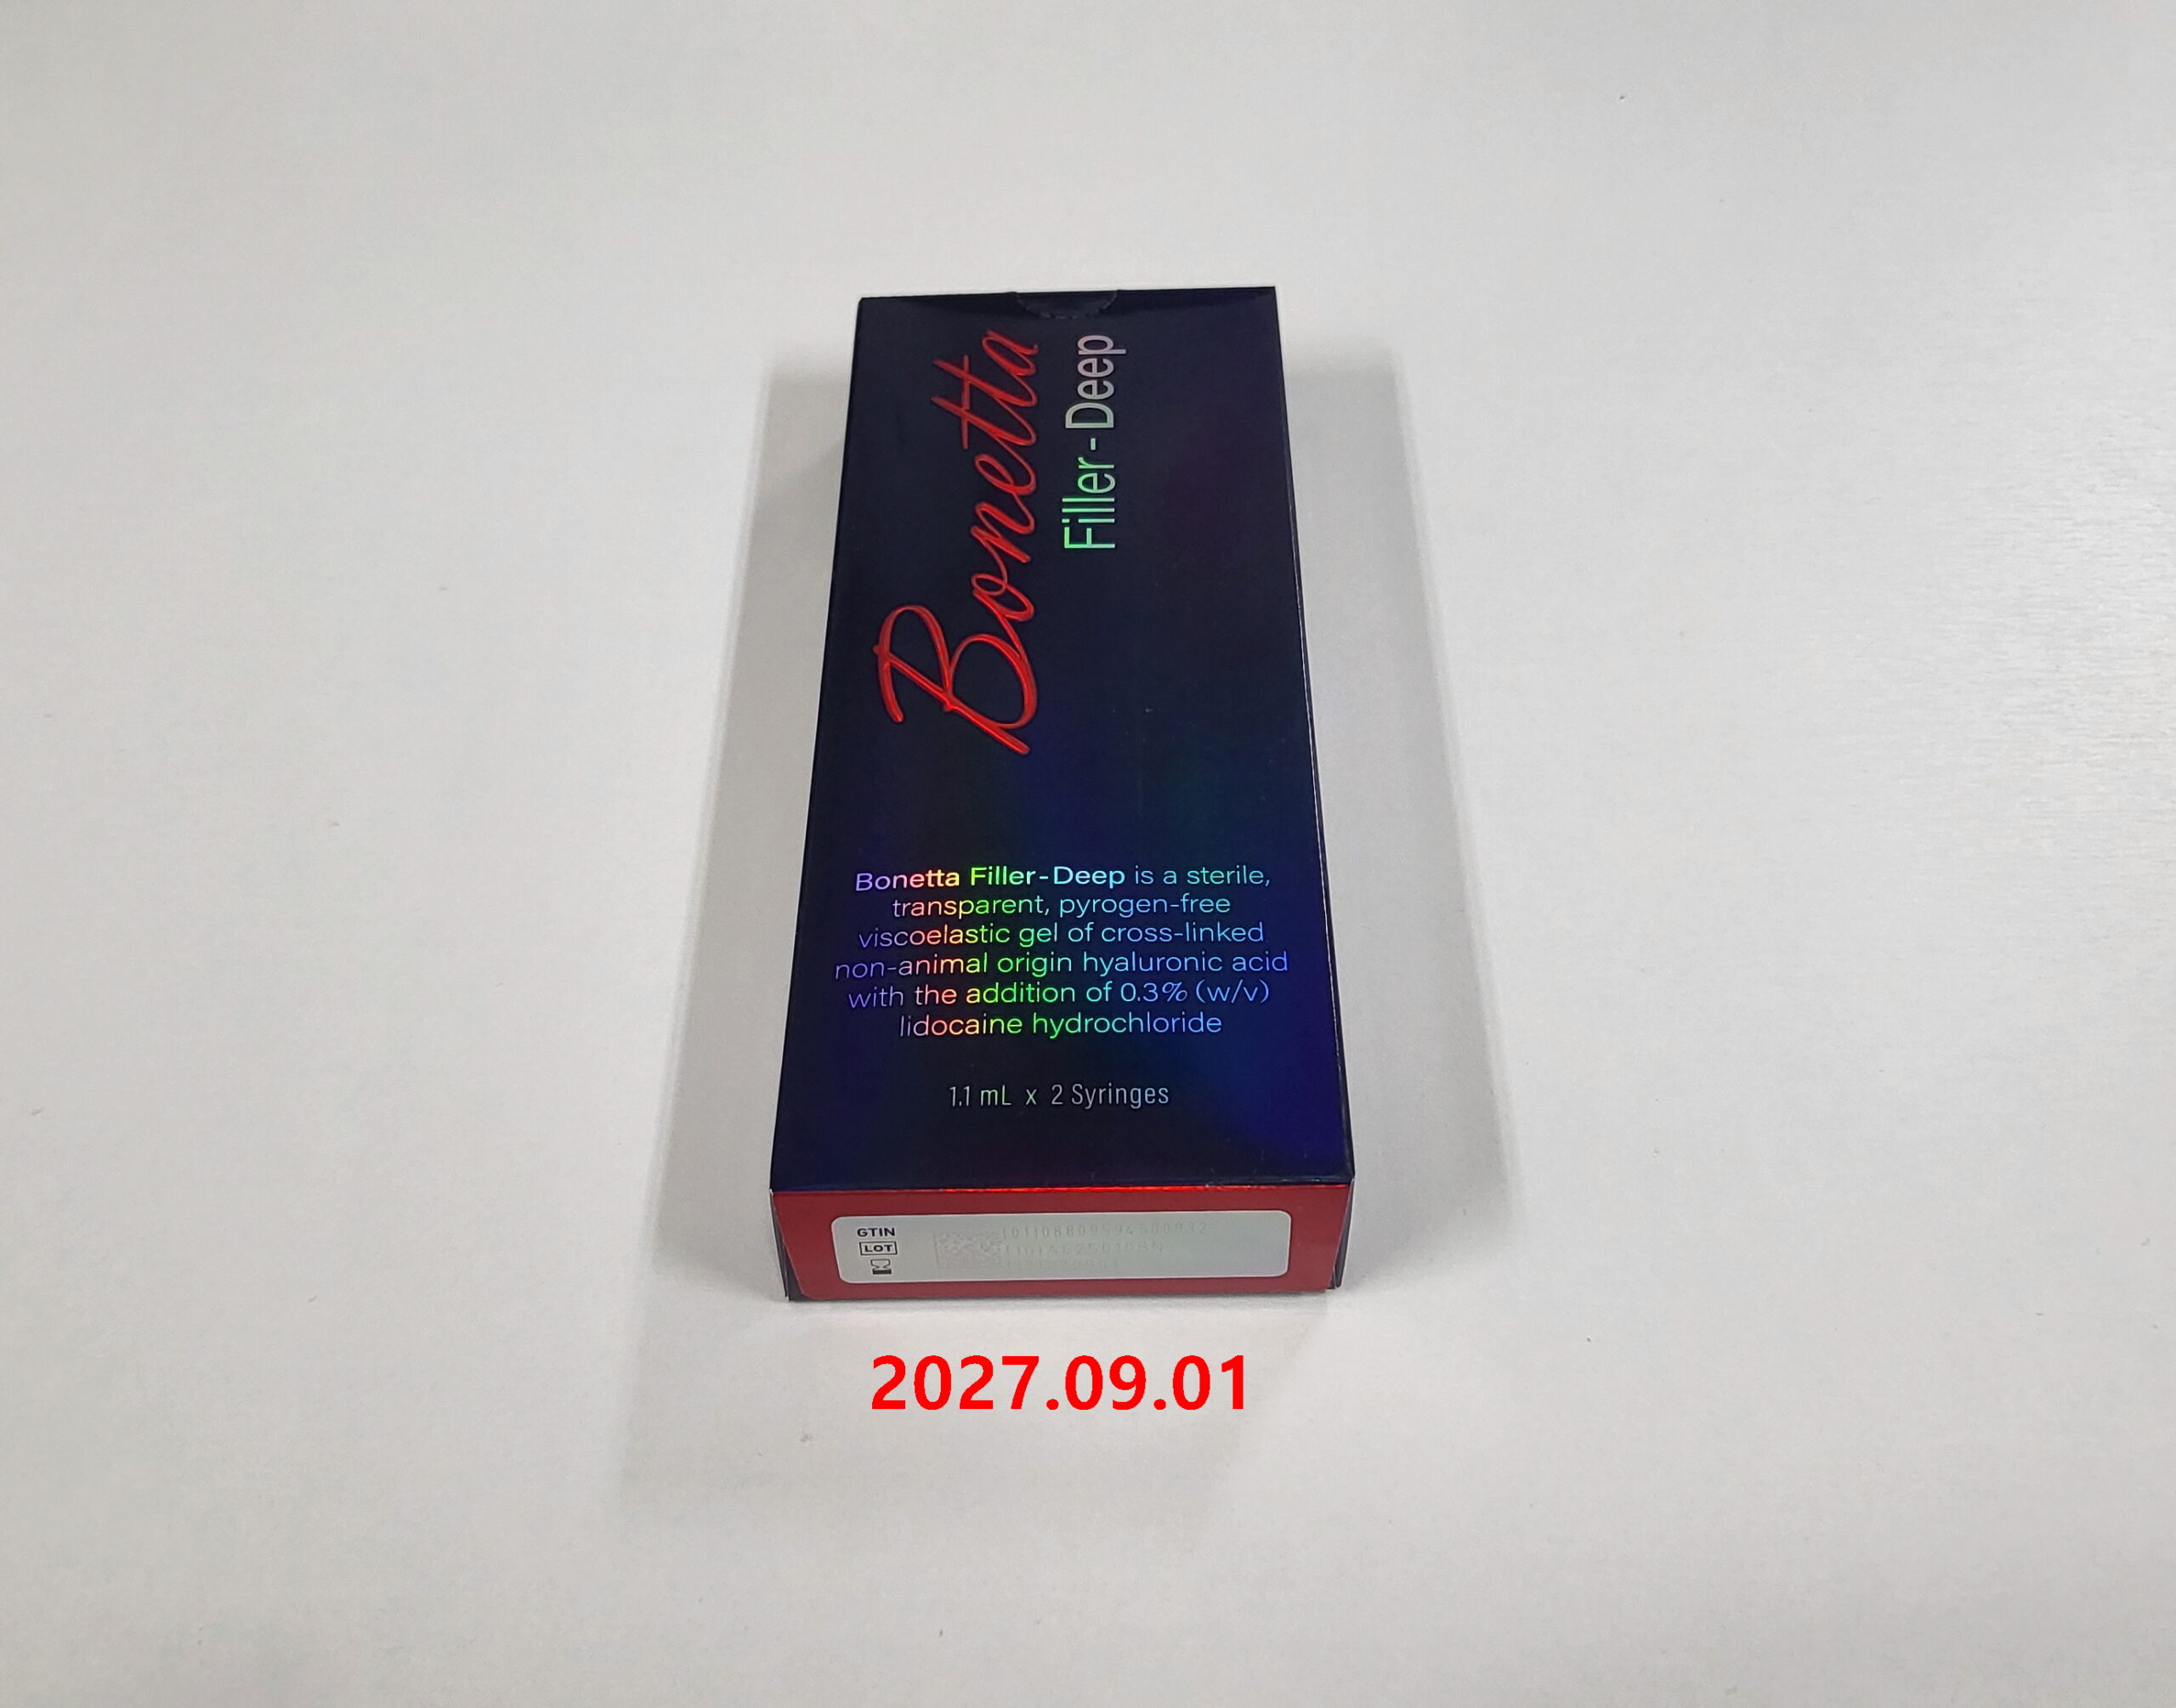 Bonetta
Filler-Deep
Bonetta Filler-Deep is a sterile,
transparent, pyrogen-free
viscoelastic gel of cross-linked
non-animal origin hyaluronic acid
with the addition of 0.3% (w/v)
lidocaine hydrochloride
1.1 mL x 2 Syringes
GTIN
LOT
2027.09.01